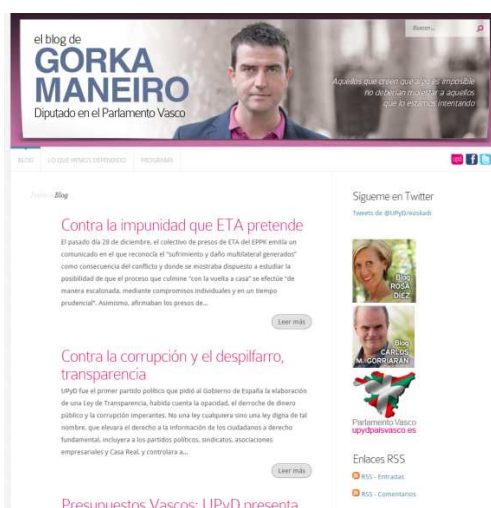 el blog de
GORKA
MANEIRO
Diputado en el Parlamento Vasco
Buscar...
Aquellos que creen que algo es imposible
no deberían molestar a aquellos
que lo estamos intentando
BLOG LO QUE HEMOS DEFENDIDO PROGRAMA
Inicio » Blog
Contra la impunidad que ETA pretende
El pasado día 28 de diciembre, el colectivo de presos de ETA del EPPK emitía un
comunicado en el que reconocía el "sufrimiento y daño multilateral generados"
como consecuencia del conflicto y donde se mostraba dispuesto a estudiar la
posibilidad de que el proceso que culmine "con la vuelta a casa" se efectúe "de
manera escalonada, mediante compromisos individuales y en un tiempo
prudencial". Asimismo, afirmaban los presos de...
Leer más
Contra la corrupción y el despilfarro,
transparencia
UPyD fue el primer partido político que pidió al Gobierno de España la elaboración
de una Ley de Transparencia, habida cuenta la opacidad, el derroche de dinero
público y la corrupción imperantes. No una ley cualquiera sino una ley digna de tal
nombre, que elevara el derecho a la información de los ciudadanos a derecho
fundamental, incluyera a los partidos políticos, sindicatos, asociaciones
empresariales y Casa Real, y controlara a...
Leer más
Presupuestos Vascos: UPyD presenta
Sígueme en Twitter
Tweets de @UPyD/euskadi
Blog
ROSA
DÍEZ
Blog
CARLOS
M. GORRIARÁN
Parlamento Vasco
upydpaisvasco.es
Enlaces RSS
RSS - Entradas
RSS - Comentarios